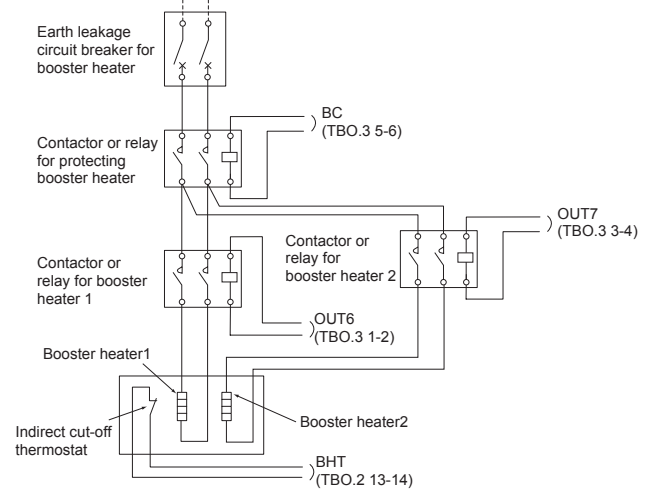 Earth leakage
circuit breaker for
booster heater
BC
(TBO.3 5-6)
Contactor or relay
for protecting
booster heater
OUT7
(TBO.3 3-4)
Contactor or
relay for
booster heater 2
Contactor or
relay for booster
heater 1
OUT6
(TBO.3 1-2)
Booster heater1
Booster heater2
Indirect cut-off
thermostat
BHT
(TBO.2 13-14)